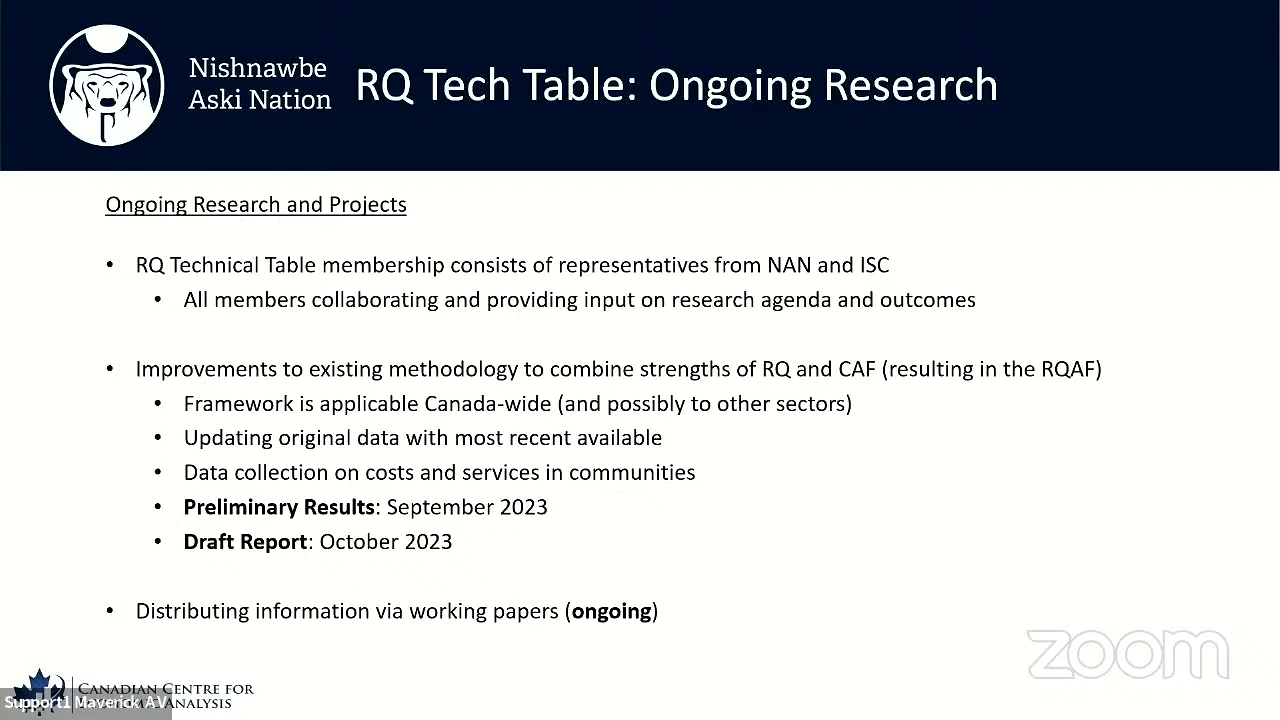 Nishnawbe
Aski Nation
RQ Tech Table: Ongoing Research
Ongoing Research and Projects
• RQ Technical Table membership consists of representatives from NAN and ISC
• All members collaborating and providing input on research agenda and outcomes
• Improvements to existing methodology to combine strengths of RQ and CAF (resulting in the RQAF)
• Framework is applicable Canada-wide (and possibly to other sectors)
• Updating original data with most recent available
• Data collection on costs and services in communities
• Preliminary Results: September 2023
• Draft Report: October 2023
• Distributing information via working papers (ongoing)
zoom
Canadian Centre for
Analysis
Support1 Maverick AV